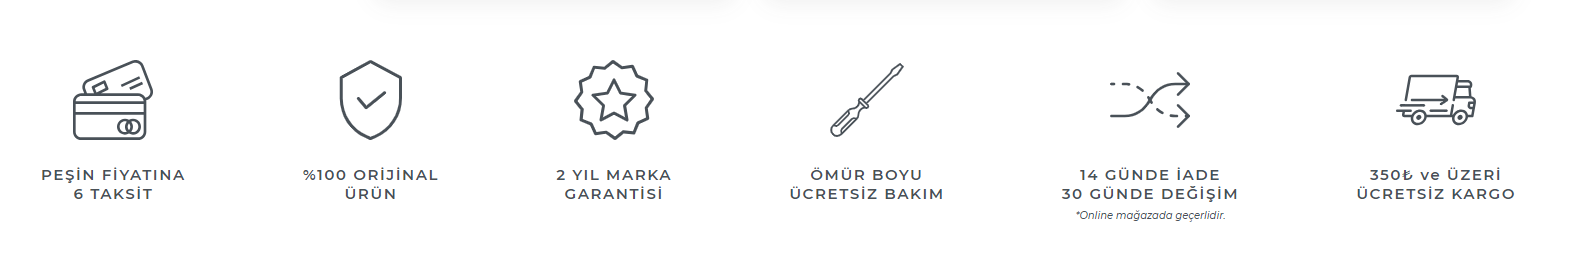 PEŞİN FİYATINA
6 TAKSİT
%100 ORİJİNAL
ÜRÜN
2 YIL MARKA
GARANTİSİ
ÖMÜR BOYU
ÜCRETSİZ BAKIM
14 GÜNDE İADE
30 GÜNDE DEĞİŞİM
*Online mağazada geçerlidir.
350₺ ve ÜZERİ
ÜCRETSİZ KARGO